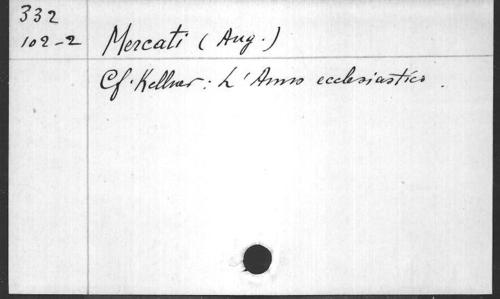 332
102-2
Mercati (Aug.)
Cf. Kellner: L'Anno ecclesiastico.